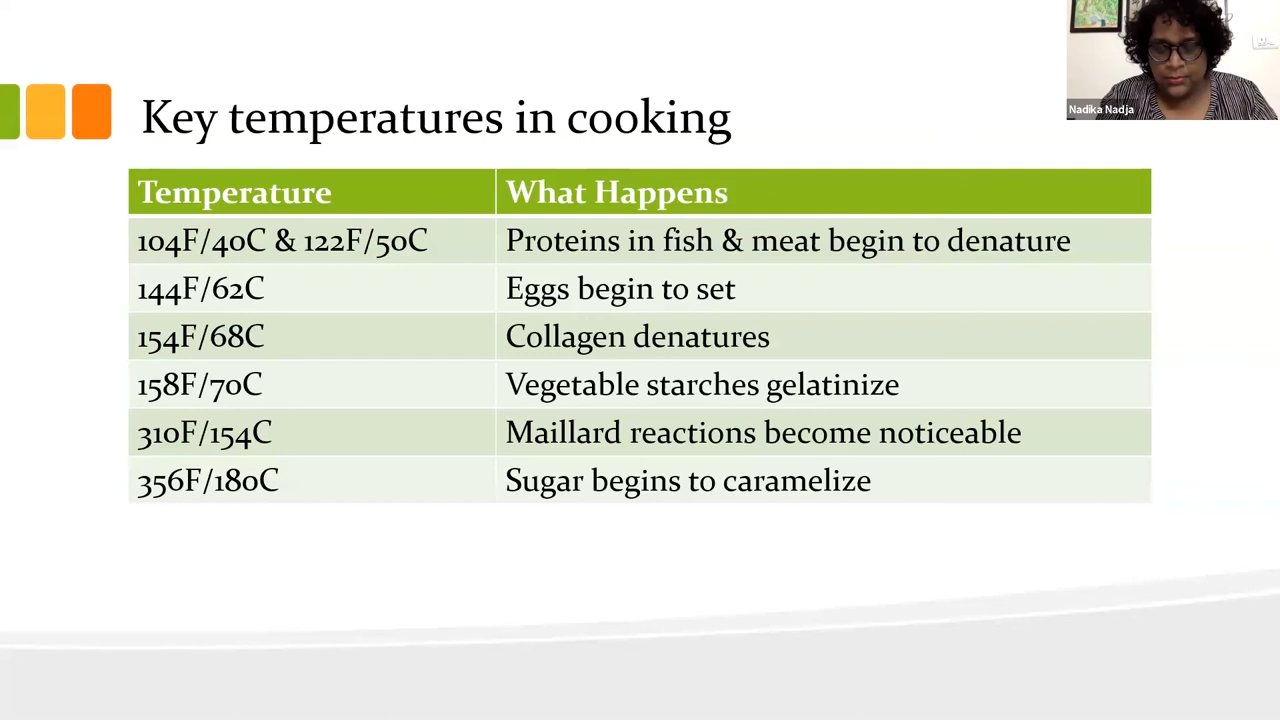 Nadika Nadja
Key temperatures in cooking
Temperature What Happens
104F/40C & 122F/50C Proteins in fish & meat begin to denature
144F/62C Eggs begin to set
154F/68C Collagen denatures
158F/70C Vegetable starches gelatinize
310F/154C Maillard reactions become noticeable
356F/180C Sugar begins to caramelize